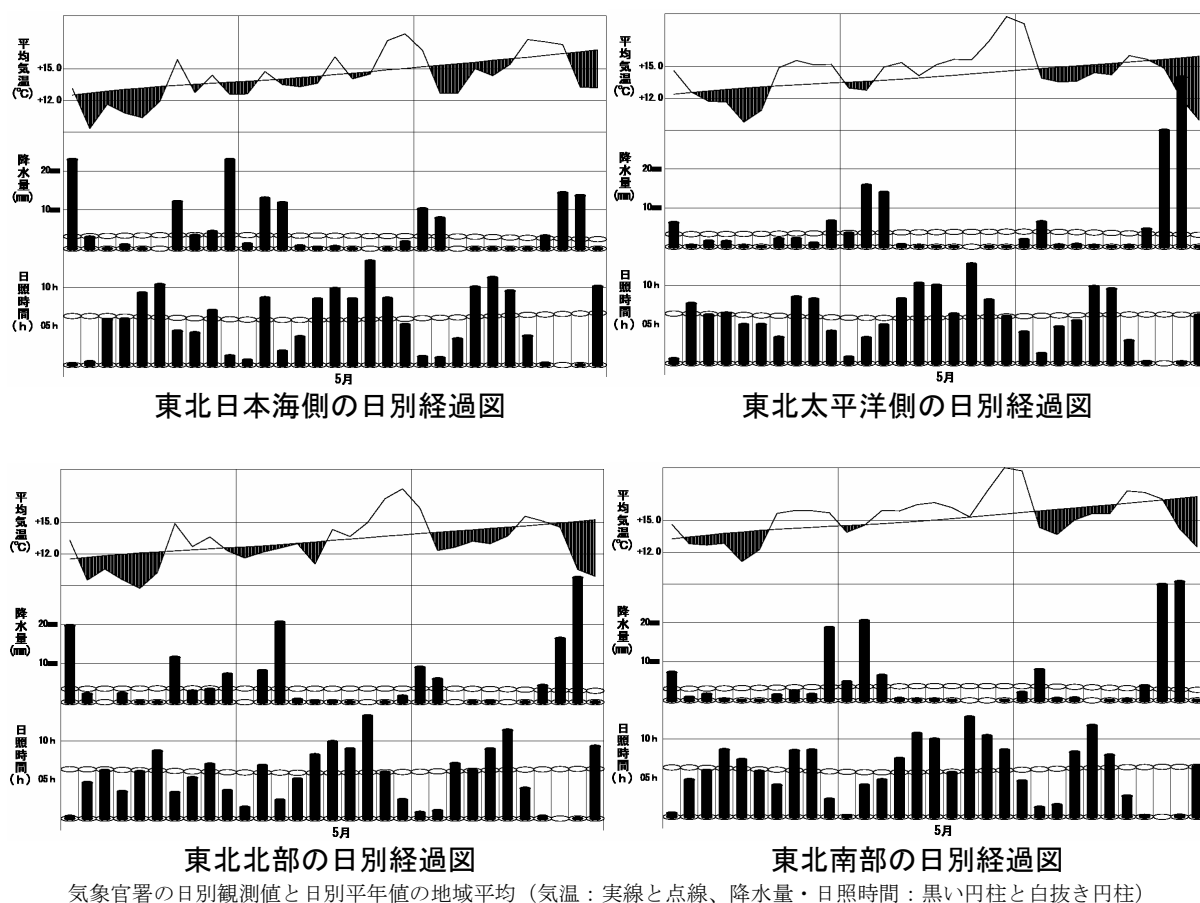 平均気温(℃)
+15.0
+12.0
降水量(mm)
20
10
日照時間(h)
10h
05h
5月
東北日本海側の日別経過図
平均気温(℃)
+15.0
+12.0
降水量(mm)
20
10
日照時間(h)
10h
05h
5月
東北太平洋側の日別経過図
平均気温(℃)
+15.0
+12.0
降水量(mm)
20
10
日照時間(h)
10h
05h
5月
東北北部の日別経過図
平均気温(℃)
+15.0
+12.0
降水量(mm)
20
10
日照時間(h)
10h
05h
5月
東北南部の日別経過図
気象官署の日別観測値と日別平年値の地域平均（気温：実線と点線、降水量・日照時間：黒い円柱と白抜き円柱）